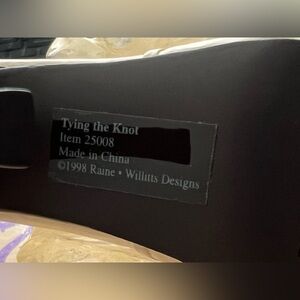 Tying the Knot
Item 25008
Made in China
©1998 Raine • Willitts Designs